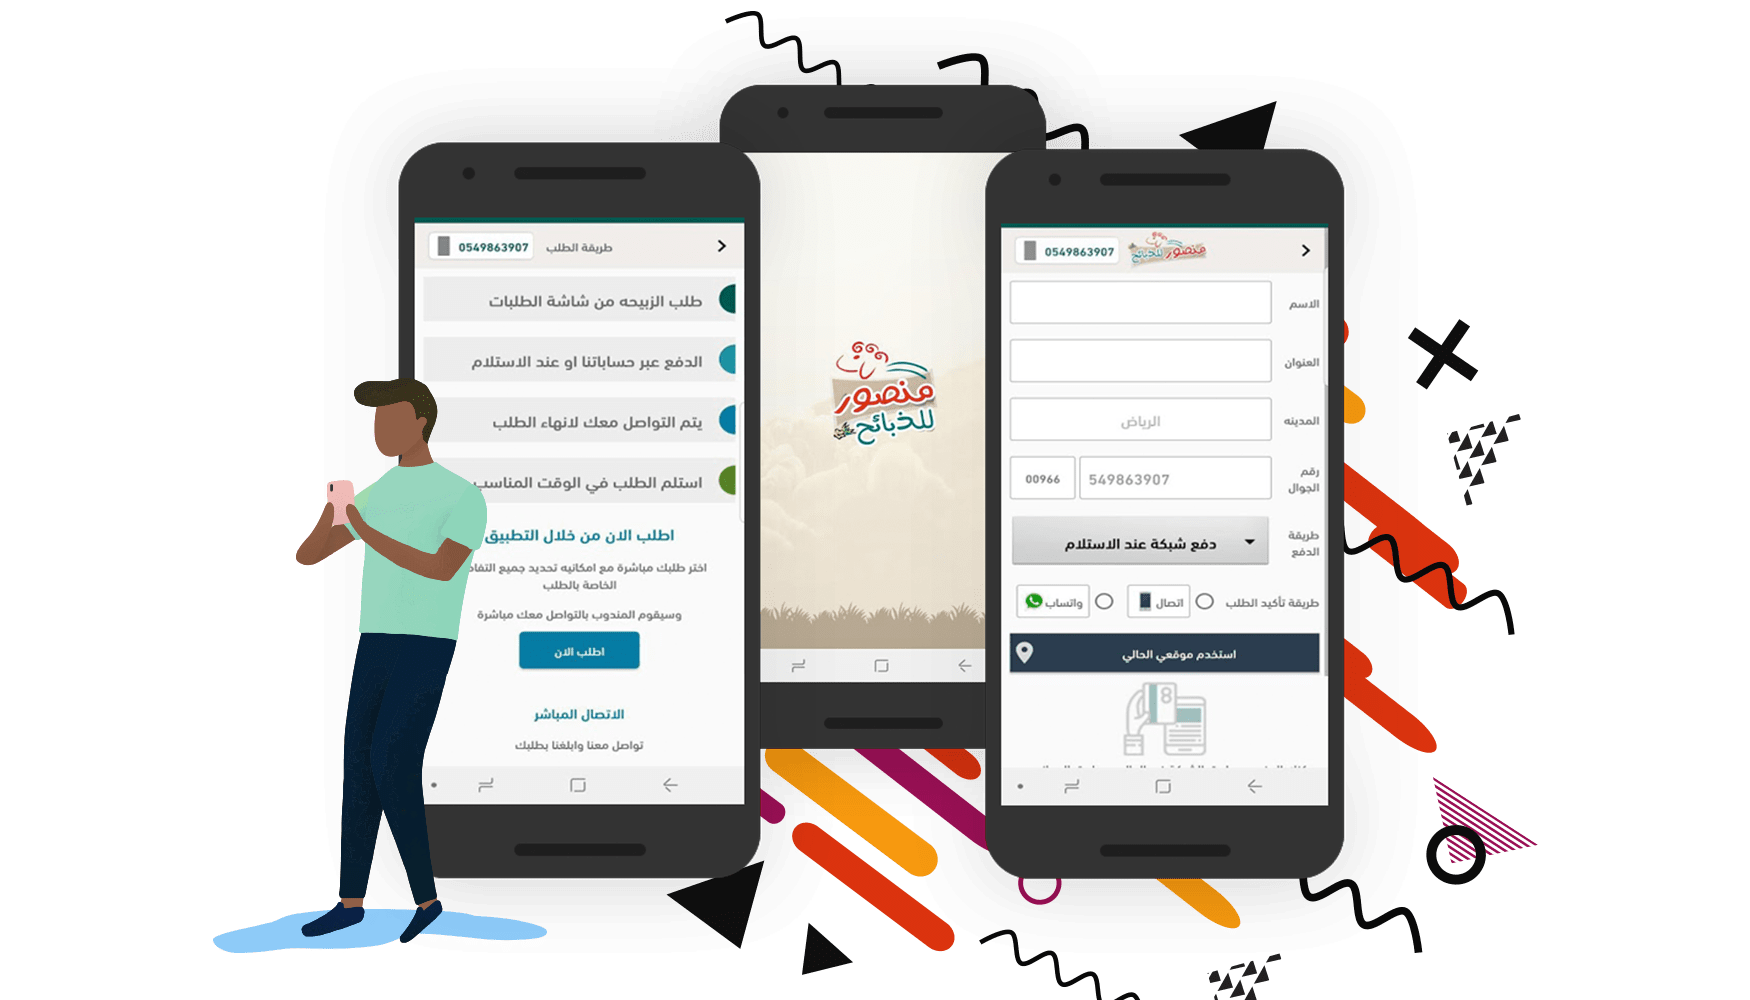 0549863907
طريقة الطلب
طلب الزبيحه من شاشة الطلبات
الدفع عبر حساباتنا او عند الاستلام
يتم التواصل معك لانهاء الطلب
استلم الطلب في الوقت المناسب
اطلب الان من خلال التطبيق
اختر طلبك مباشرة مع امكانيه تحديد جميع
الخاصة بالطلب
وسيقوم المندوب بالتواصل معك مباشرة
اطلب الان
الاتصال المباشر
تواصل معنا وابلغنا بطلبك
منصور
للذبائح
0549863907
منصور للذبائح
الاسم
العنوان
المدينه
الرياض
رقم
الجوال
00966
549863907
طريقة
الدفع
دفع شبكة عند الاستلام
طريقة تأكيد الطلب
اتصال
واتساب
استخدم موقعي الحالي
8